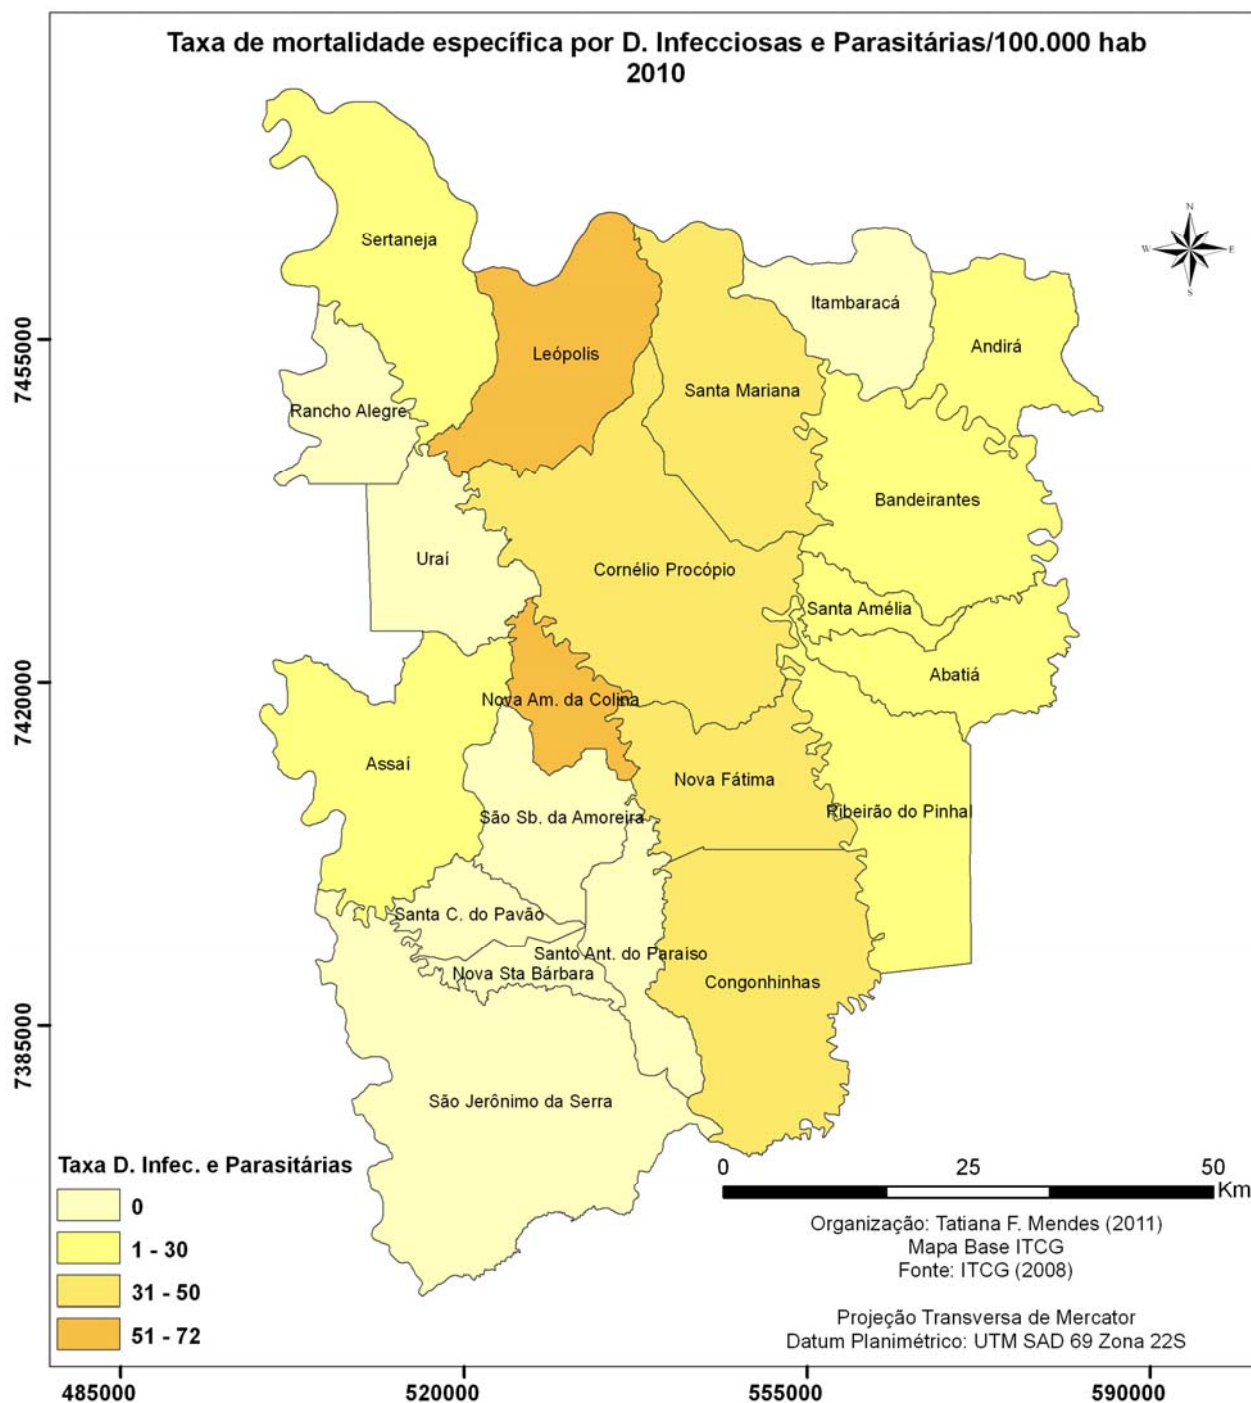 Taxa de mortalidade específica por D. Infecciosas e Parasitárias/100.000 hab
2010
N
W
E
S
Sertaneja
Itambaracá
Andirá
Leópolis
Santa Mariana
Rancho Alegre
Bandeirantes
Uraí
Cornélio Procópio
Santa Amélia
Abatiá
Nova Am. da Colina
Assaí
Nova Fátima
Ribeirão do Pinhal
São Sb. da Amoreira
Santa C. do Pavão
Santo Ant. do Paraiso
Nova Sta Bárbara
Congonhinhas
São Jerônimo da Serra
7455000
7420000
7385000
Taxa D. Infec. e Parasitárias
0
1 - 30
31 - 50
51 - 72
0 25 50
Km
Organização: Tatiana F. Mendes (2011)
Mapa Base ITCG
Fonte: ITCG (2008)
Projeção Transversa de Mercator
Datum Planimétrico: UTM SAD 69 Zona 22S
485000 520000 555000 590000